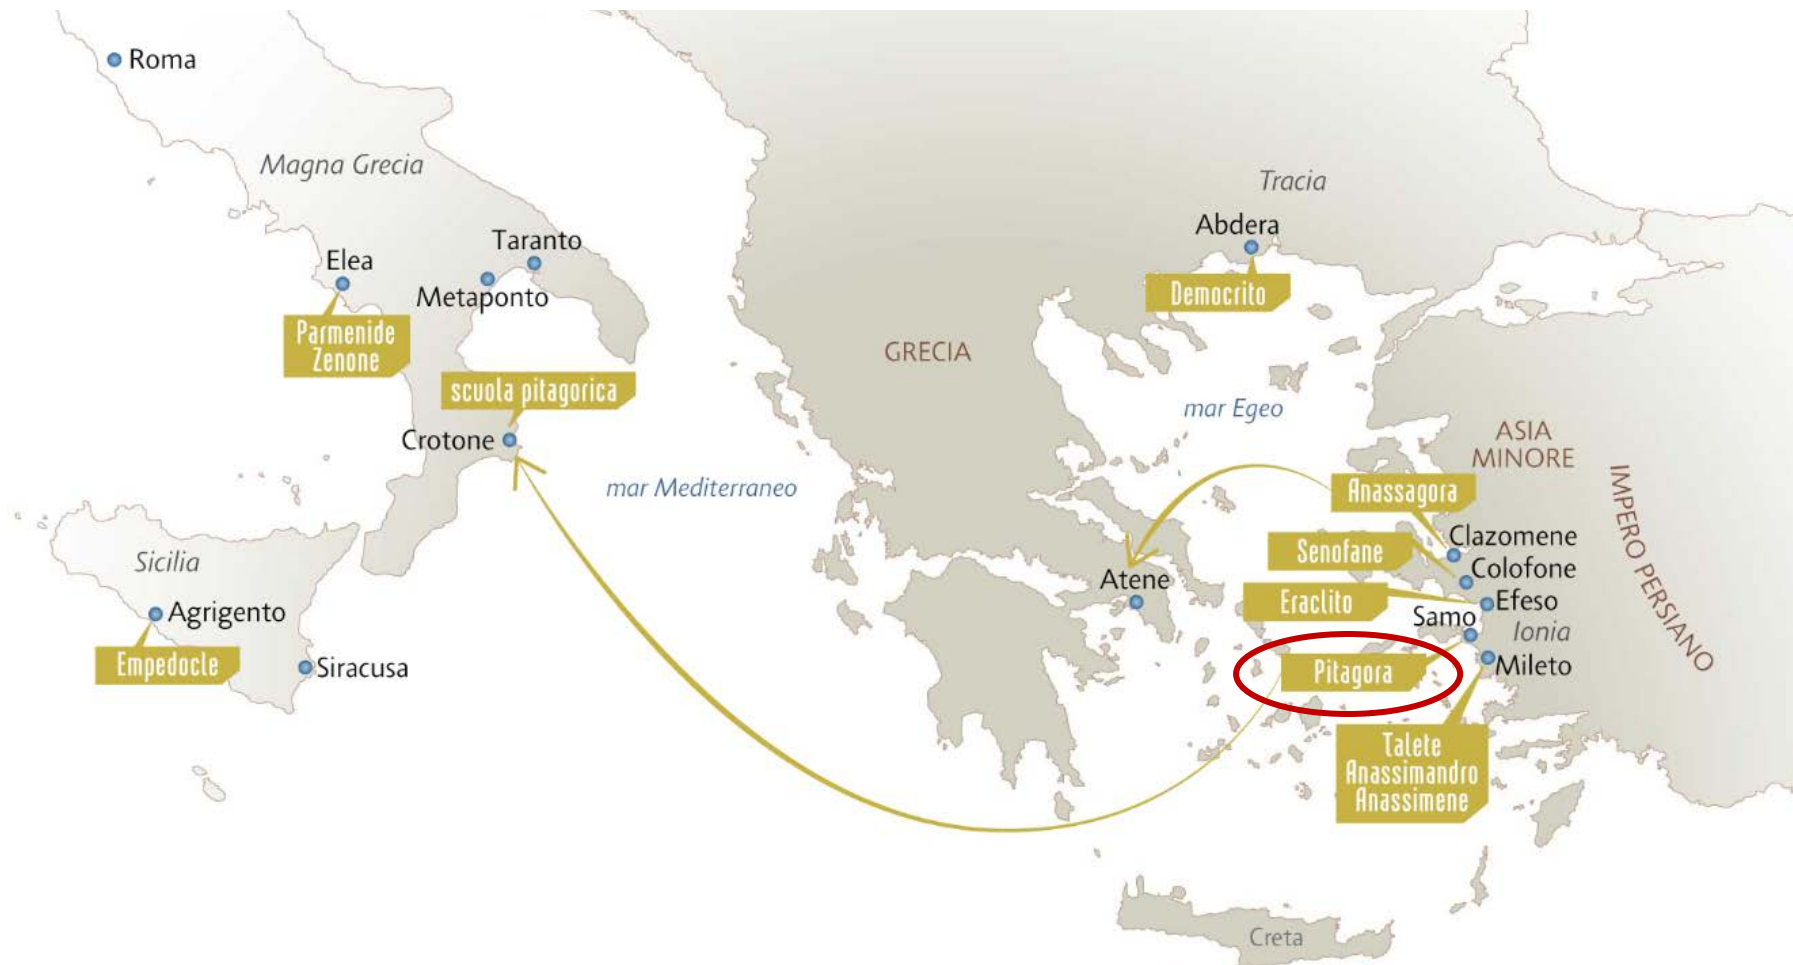 Roma
Magna Grecia
Tracia
Abdera
Taranto
Elea
Metaponto
Democrito
Parmenide
Zenone
GRECIA
scuola pitagorica
mar Egeo
Crotone
ASIA
MINORE
mar Mediterraneo
Anassagora
IMPERO PERSIANO
Clazomene
Senofane
Sicilia
Colofone
Atene
Eraclito
Efeso
Agrigento
Samo
Ionia
Empedocle
Siracusa
Pitagora
Mileto
Talete
Anassimandro
Anassimene
Creta